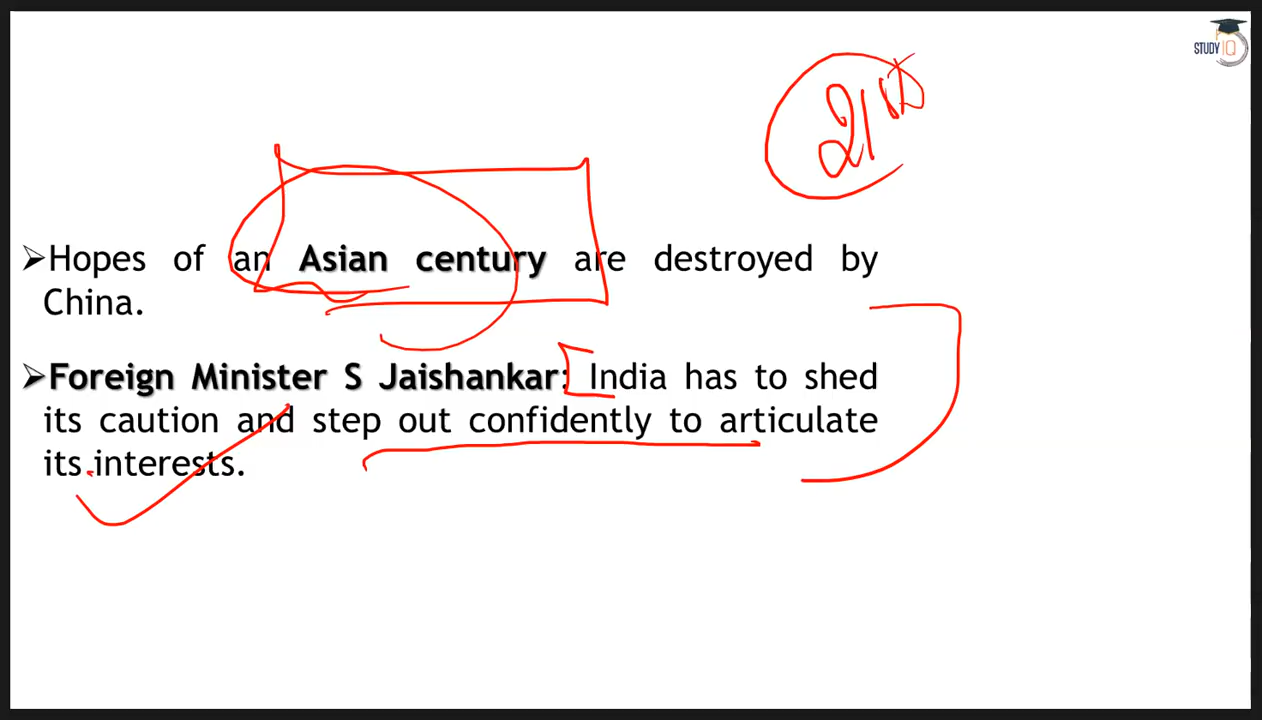 STUDY IQ
21st
➢Hopes of an Asian century are destroyed by
China.
➢Foreign Minister S Jaishankar: India has to shed
its caution and step out confidently to articulate
its interests.